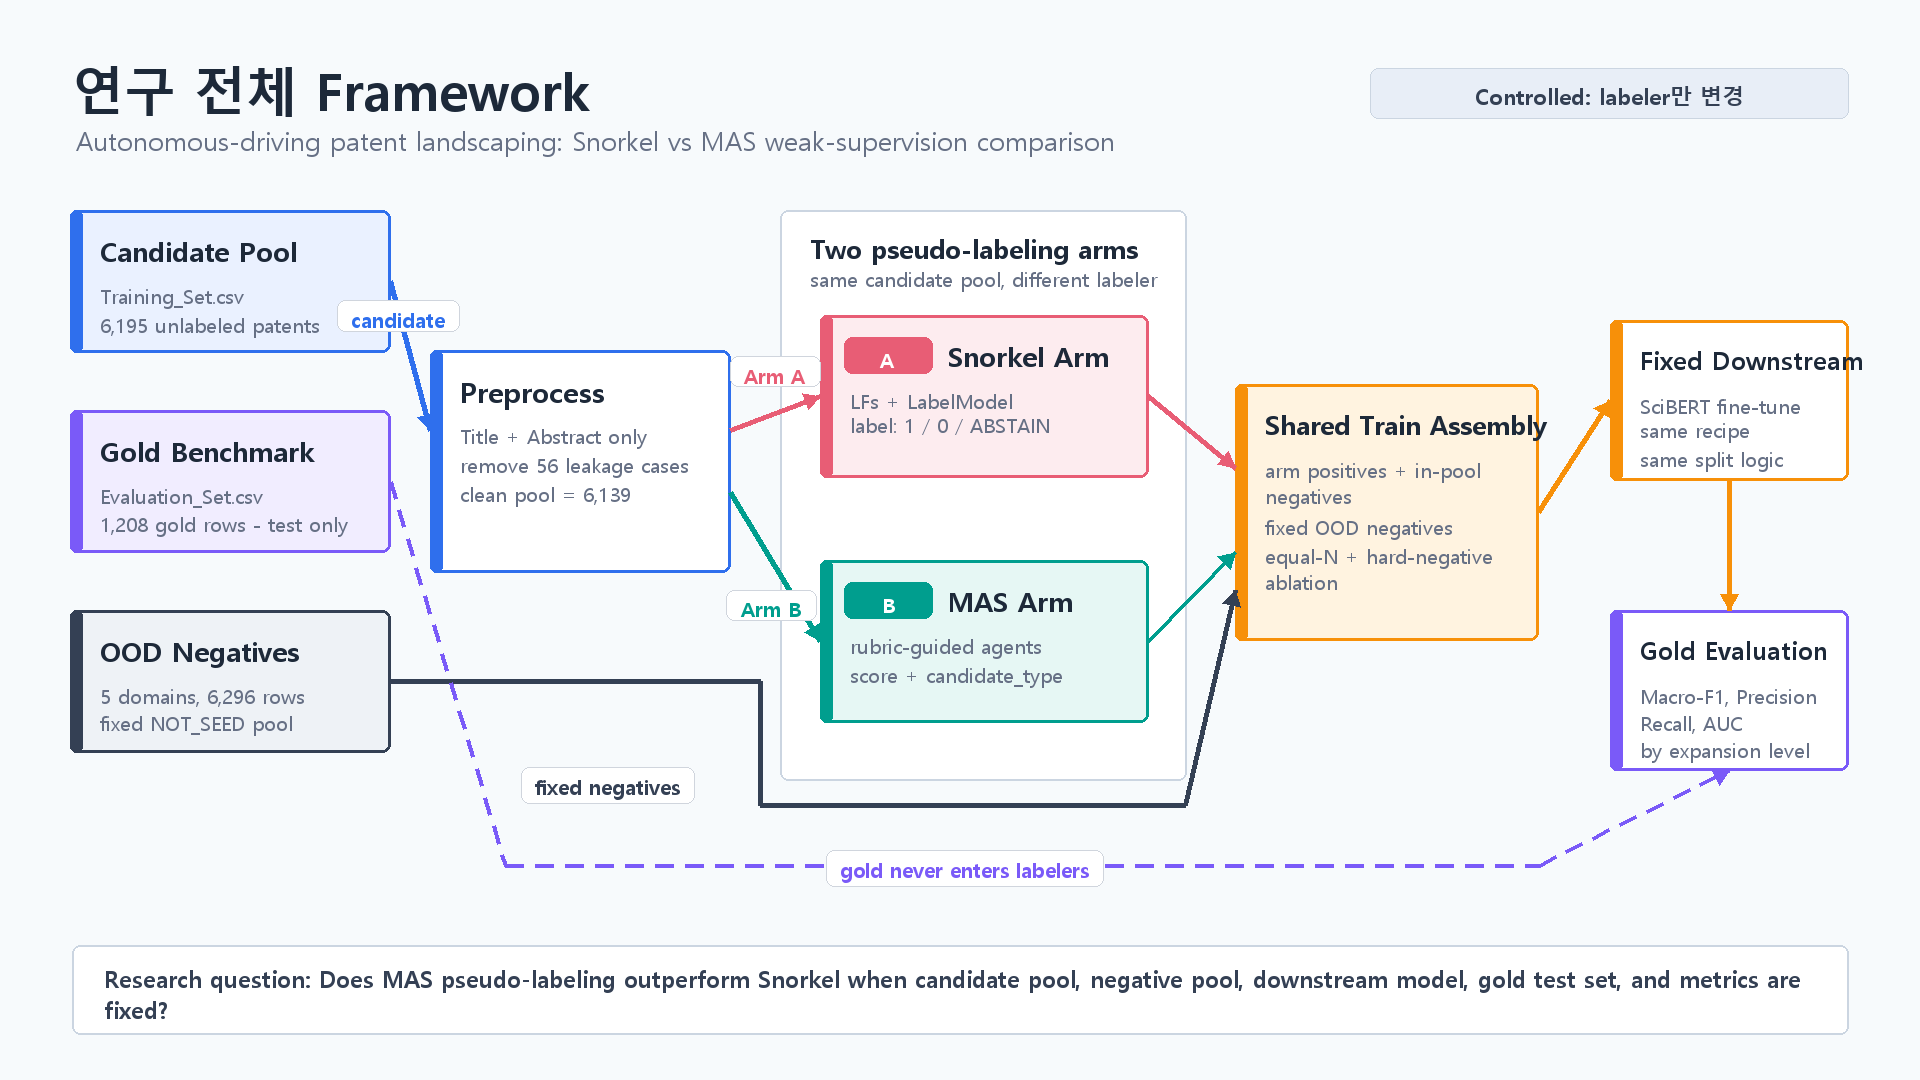 연구 전체 Framework
Controlled: labeler만 변경
Autonomous-driving patent landscaping: Snorkel vs MAS weak-supervision comparison
Candidate Pool
Training_Set.csv
6,195 unlabeled patents
candidate
Gold Benchmark
Evaluation_Set.csv
1,208 gold rows - test only
OOD Negatives
5 domains, 6,296 rows
fixed NOT_SEED pool
Preprocess
Title + Abstract only
remove 56 leakage cases
clean pool = 6,139
Arm A
Arm B
fixed negatives
Two pseudo-labeling arms
same candidate pool, different labeler
A
Snorkel Arm
LFs + LabelModel
label: 1 / 0 / ABSTAIN
B
MAS Arm
rubric-guided agents
score + candidate_type
Shared Train Assembly
arm positives + in-pool
negatives
fixed OOD negatives
equal-N + hard-negative
ablation
Fixed Downstream
SciBERT fine-tune
same recipe
same split logic
Gold Evaluation
Macro-F1, Precision
Recall, AUC
by expansion level
gold never enters labelers
Research question: Does MAS pseudo-labeling outperform Snorkel when candidate pool, negative pool, downstream model, gold test set, and metrics are
fixed?